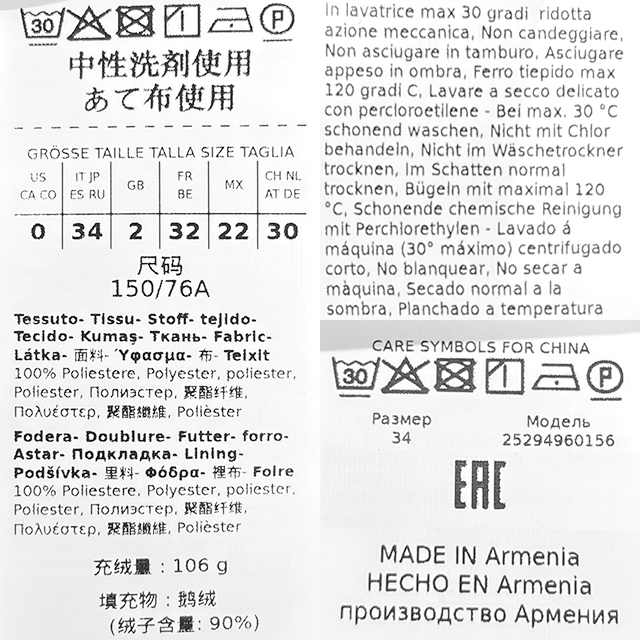 30
P
中性洗剤使用
あて布使用
GRÖSSE TAILLE TALLA SIZE TAGLIA
US CA CO
IT JP ES RU
GB
FR BE
MX
CH NL AT DE
0 34 2 32 22 30
尺码
150/76A
Tessuto- Tissu- Stoff- tejido-
Tecido- Kumaş- Ткань- Fabric-
Látka- 面料- Ύφασμα- 布- Teixit
100% Poliestere, Polyester, poliester,
Poliester, Полиэстер, 聚酯纤维,
Πολυέστερ, 聚酯纖維, Polièster
Fodera- Doublure- Futter- forro-
Astar- Подкладка- Lining-
Podšívka- 里料- Φόδρα- 裡布- Foire
100% Poliestere, Polyester, poliester,
Poliester, Полиэстер, 聚酯纤维,
Πολυέστερ, 聚酯纖維, Polièster
充绒量 : 106 g
填充物 : 鹅绒
(绒子含量: 90%)
In lavatrice max 30 gradi ridotta
azione meccanica, Non candeggiare,
Non asciugare in tamburo, Asciugare
appeso in ombra, Ferro tiepido max
120 gradi C, Lavare a secco delicato
con percloroetilene - Bei max. 30 °C
schonend waschen, Nicht mit Chlor
behandeln, Nicht im Wäschetrockner
trocknen, Im Schatten normal
trocknen, Bügeln mit maximal 120
°C, Schonende chemische Reinigung
mit Perchlorethylen - Lavado á
máquina (30° máximo) centrifugado
corto, No blanquear, No secar a
màquina, Secado normal a la
sombra, Planchado a temperatura
CARE SYMBOLS FOR CHINA
30
P
Размер
34
Модель
25294960156
EAC
MADE IN Armenia
HECHO EN Armenia
производство Армения